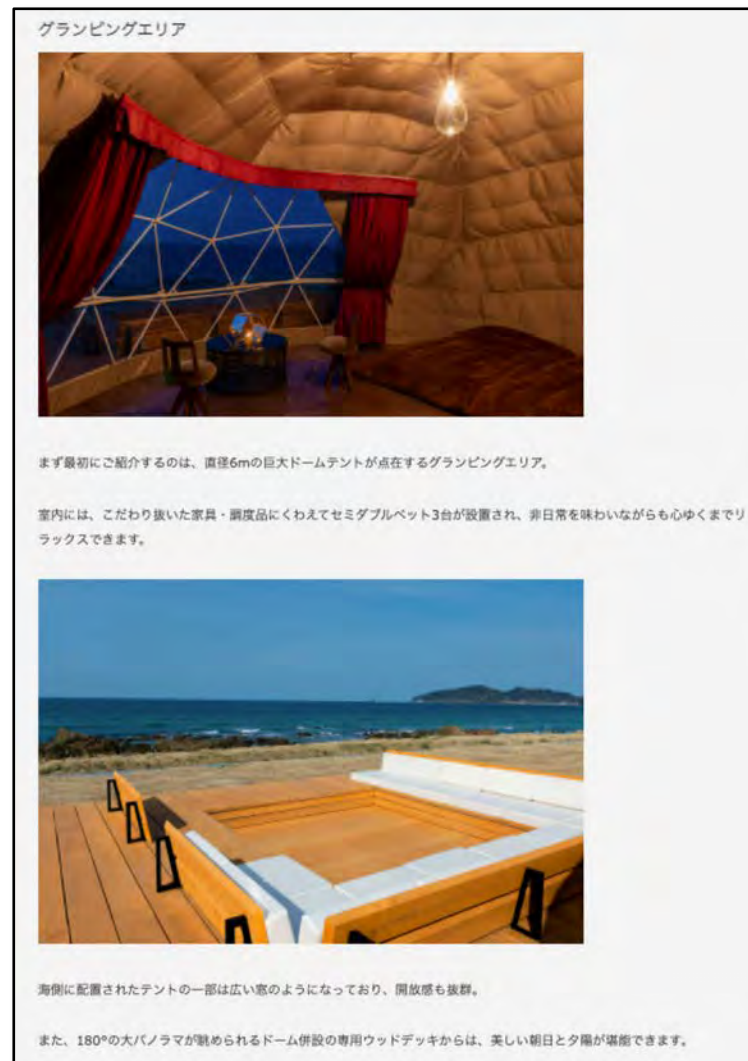 グランピングエリア
まず最初にご紹介するのは、直径6mの巨大ドームテントが点在するグランピングエリア。
室内には、こだわり抜いた家具・調度品にくわえてセミダブルベット3台が設置され、非日常を味わいながらも心ゆくまでリ
ラックスできます。
海側に配置されたテントの一部は広い窓のようになっており、開放感も抜群。
また、180°の大パノラマが眺められるドーム併設の専用ウッドデッキからは、美しい朝日と夕陽が堪能できます。